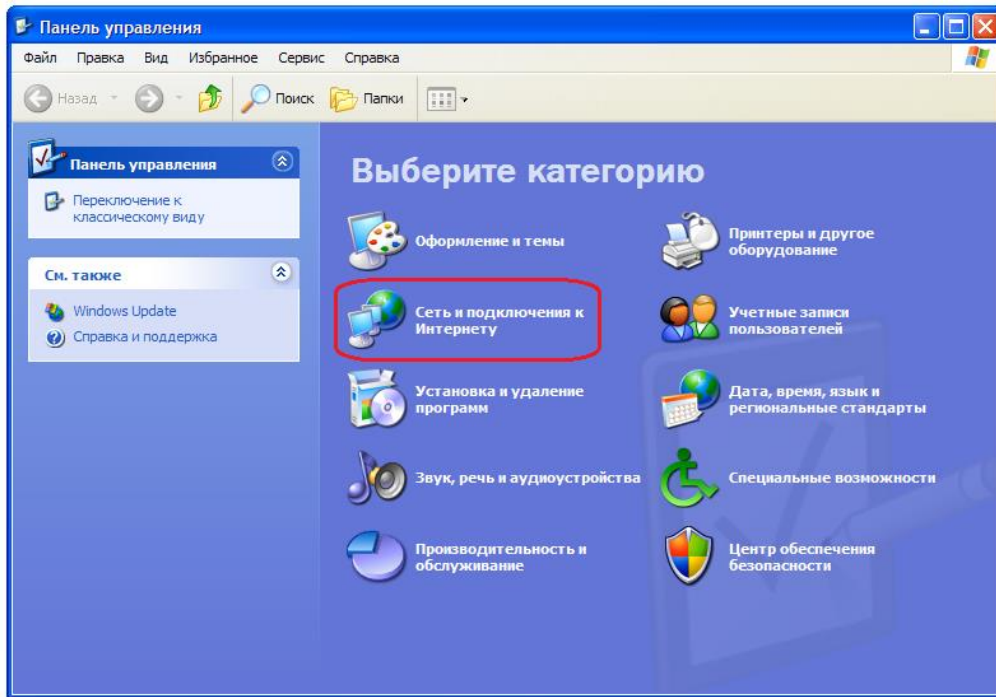 Панель управления
Файл Правка Вид Избранное Сервис Справка
Назад Поиск Папки
Панель управления
Переключение к
классическому виду
См. также
Windows Update
Справка и поддержка
Выберите категорию
Оформление и темы
Принтеры и другое
оборудование
Сеть и подключения к
Интернету
Учетные записи
пользователей
Установка и удаление
программ
Дата, время, язык и
региональные стандарты
Звук, речь и аудиоустройства
Специальные возможности
Производительность и
обслуживание
Центр обеспечения
безопасности